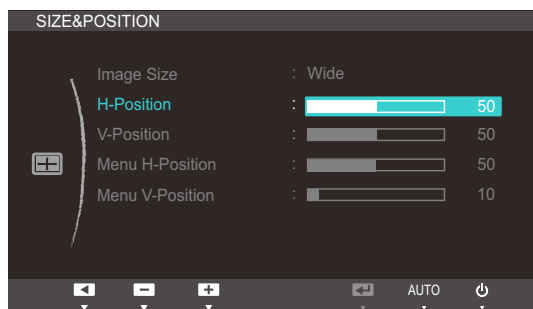 SIZE&POSITION
Image Size : Wide
H-Position : 50
V-Position : 50
Menu H-Position : 50
Menu V-Position : 10
AUTO